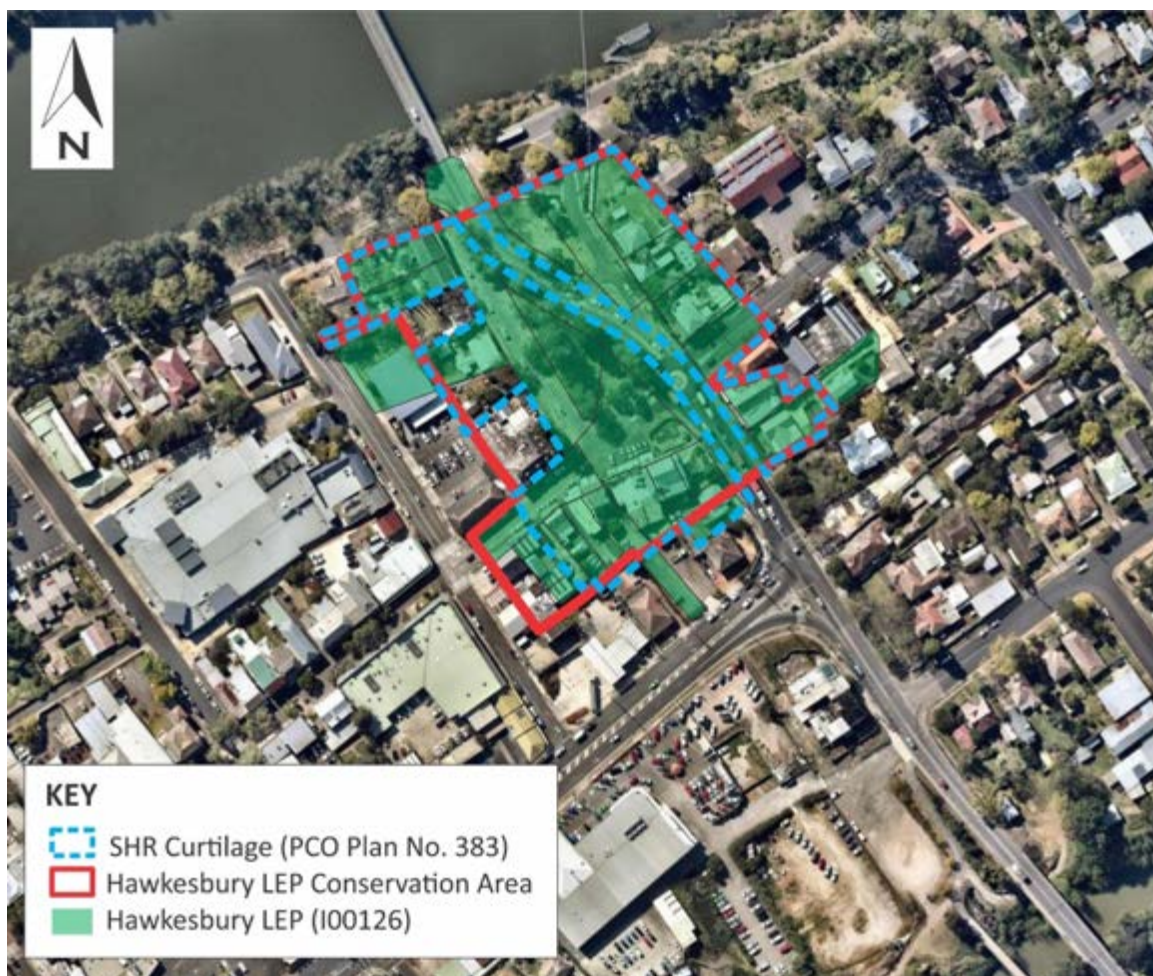 N
KEY
SHR Curtilage (PCO Plan No. 383)
Hawkesbury LEP Conservation Area
Hawkesbury LEP (I00126)